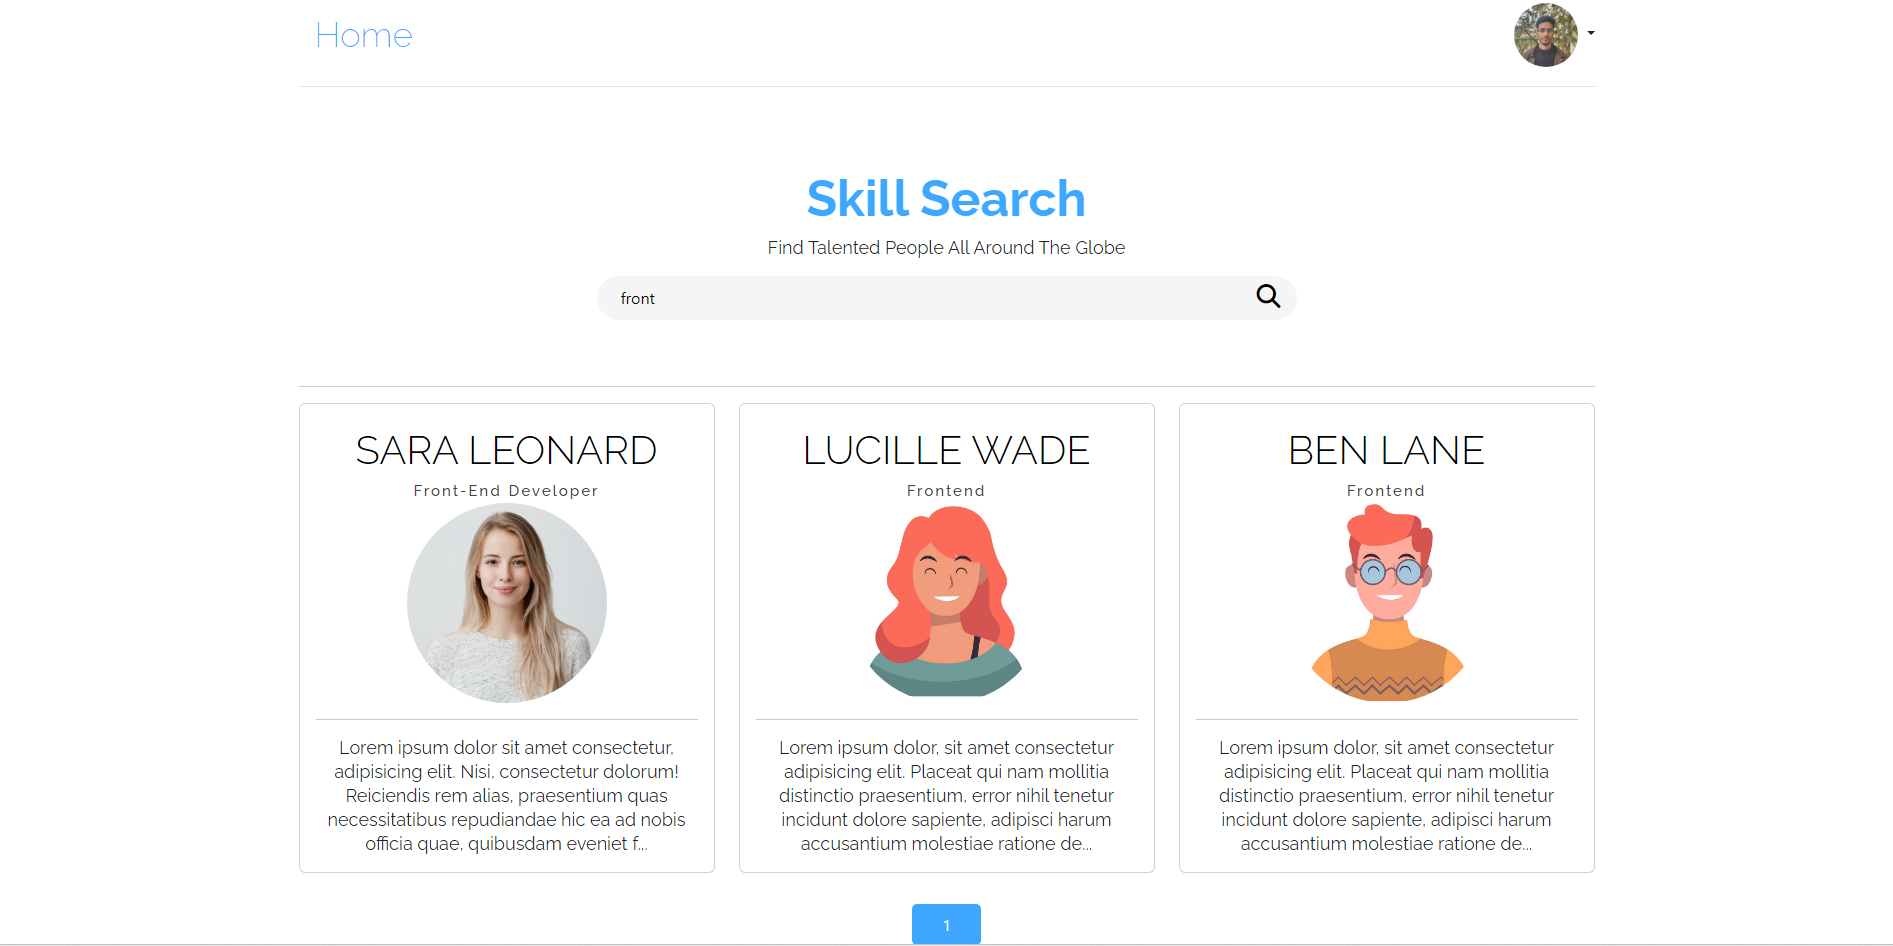 Home
Skill Search
Find Talented People All Around The Globe
front
SARA LEONARD
Front-End Developer
Lorem ipsum dolor sit amet consectetur,
adipisicing elit. Nisi, consectetur dolorum!
Reiciendis rem alias, praesentium quas
necessitatibus repudiandae hic ea ad nobis
officia quae, quibusdam eveniet f...
LUCILLE WADE
Frontend
Lorem ipsum dolor, sit amet consectetur
adipisicing elit. Placeat qui nam mollitia
distinctio praesentium, error nihil tenetur
incidunt dolore sapiente, adipisci harum
accusantium molestiae ratione de...
BEN LANE
Frontend
Lorem ipsum dolor, sit amet consectetur
adipisicing elit. Placeat qui nam mollitia
distinctio praesentium, error nihil tenetur
incidunt dolore sapiente, adipisci harum
accusantium molestiae ratione de...
1